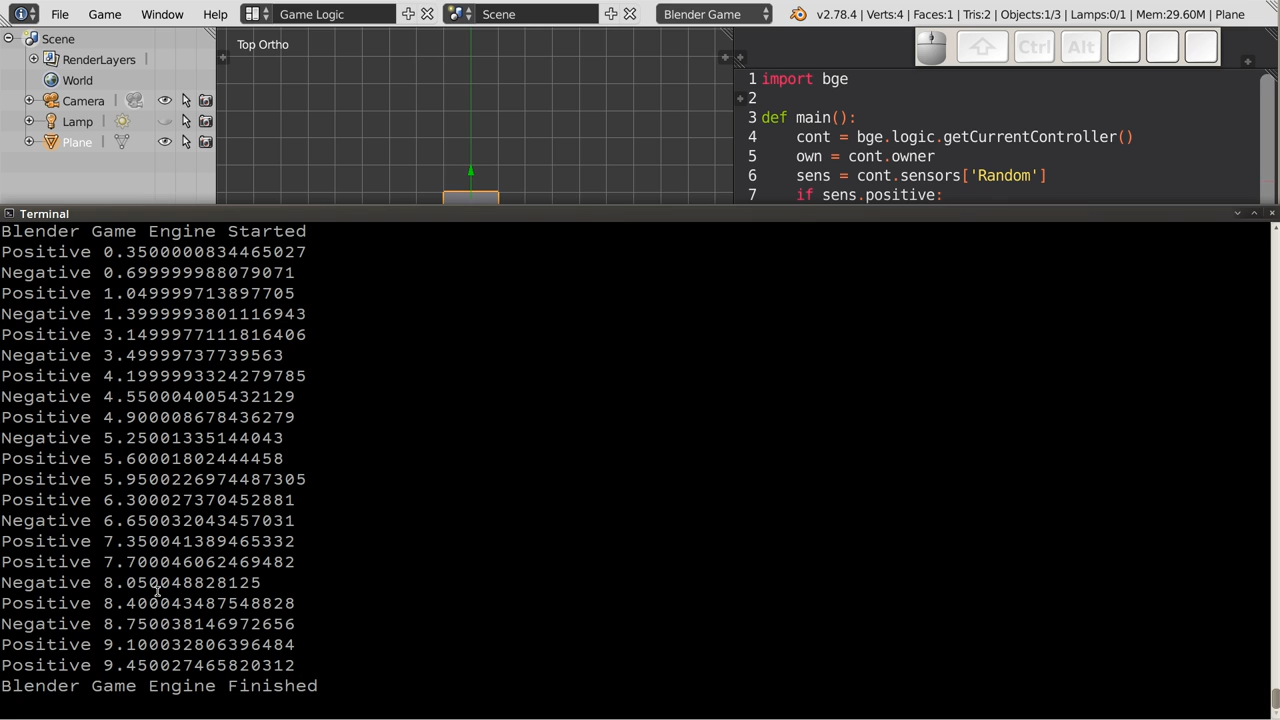 File Game Window Help Game Logic Scene Blender Game v2.78.4 | Verts:4 | Faces:1 | Tris:2 | Objects:1/3 | Lamps:0/1 | Mem:29.60M | Plane
Scene
RenderLayers
World
Camera
Lamp
Plane
Top Ortho
Ctrl Alt
1 import bge
2
3 def main():
4 cont = bge.logic.getCurrentController()
5 own = cont.owner
6 sens = cont.sensors['Random']
7 if sens.positive:
Terminal
Blender Game Engine Started
Positive 0.3500000834465027
Negative 0.699999988079071
Positive 1.049999713897705
Negative 1.3999993801116943
Positive 3.1499977111816406
Negative 3.49999737739563
Positive 4.19999933242797​85
Negative 4.550004005432129
Positive 4.900008678436279
Negative 5.25001335144043
Positive 5.60001802444458
Positive 5.9500226974487305
Positive 6.300027370452881
Negative 6.650032043457031
Positive 7.350041389465332
Positive 7.700046062469482
Negative 8.050048828125
Positive 8.400043487548828
Negative 8.750038146972656
Positive 9.100032806396484
Positive 9.450027465820312
Blender Game Engine Finished